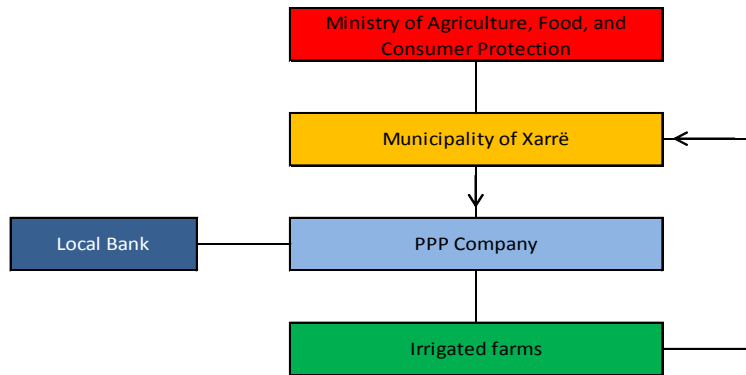 Ministry of Agriculture, Food, and
Consumer Protection
Municipality of Xarrë
Local Bank
PPP Company
Irrigated farms